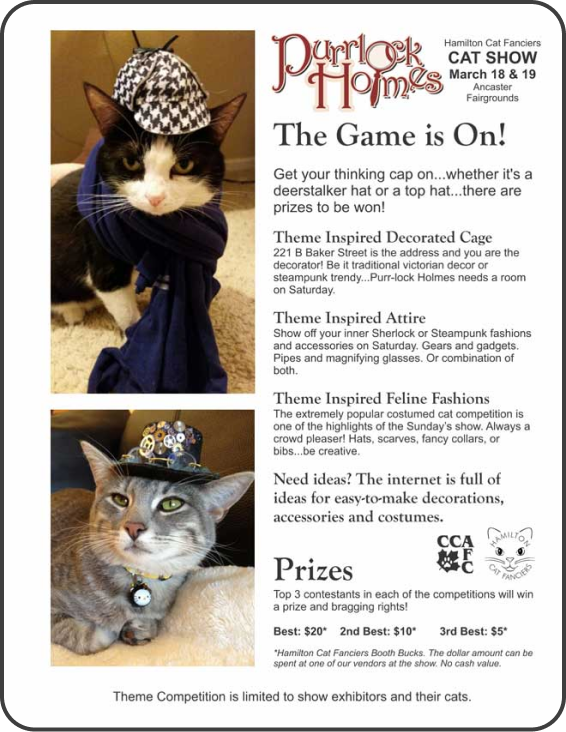 Purrlock
Holmes
Hamilton Cat Fanciers
CAT SHOW
March 18 & 19
Ancaster
Fairgrounds
The Game is On!
Get your thinking cap on...whether it's a
deerstalker hat or a top hat...there are
prizes to be won!
Theme Inspired Decorated Cage
221 B Baker Street is the address and you are the
decorator! Be it traditional victorian decor or
steampunk trendy...Purr-lock Holmes needs a room
on Saturday.
Theme Inspired Attire
Show off your inner Sherlock or Steampunk fashions
and accessories on Saturday. Gears and gadgets.
Pipes and magnifying glasses. Or combination of
both.
Theme Inspired Feline Fashions
The extremely popular costumed cat competition is
one of the highlights of the Sunday's show. Always a
crowd pleaser! Hats, scarves, fancy collars, or
bibs...be creative.
Need ideas? The internet is full of
ideas for easy-to-make decorations,
accessories and costumes.
CCA
F
C
HAMILTON
CAT FANCIERS
Prizes
Top 3 contestants in each of the competitions will win
a prize and bragging rights!
Best: $20* 2nd Best: $10* 3rd Best: $5*
*Hamilton Cat Fanciers Booth Bucks. The dollar amount can be
spent at one of our vendors at the show. No cash value.
Theme Competition is limited to show exhibitors and their cats.